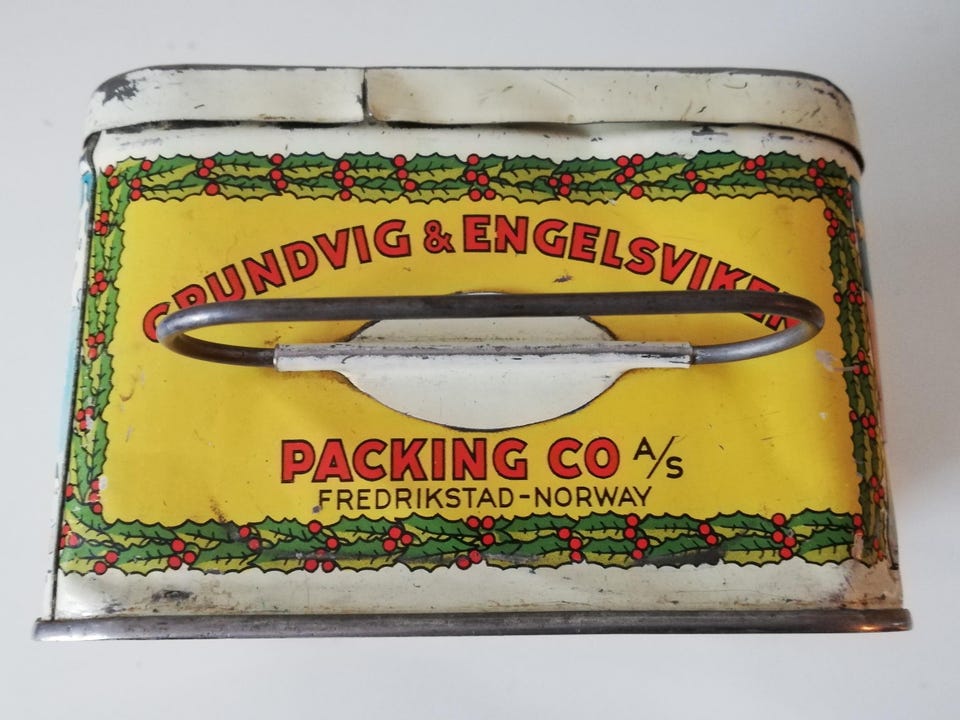 GRUNDVIG & ENGELSVIKEN
PACKING CO A/S
FREDRIKSTAD-NORWAY